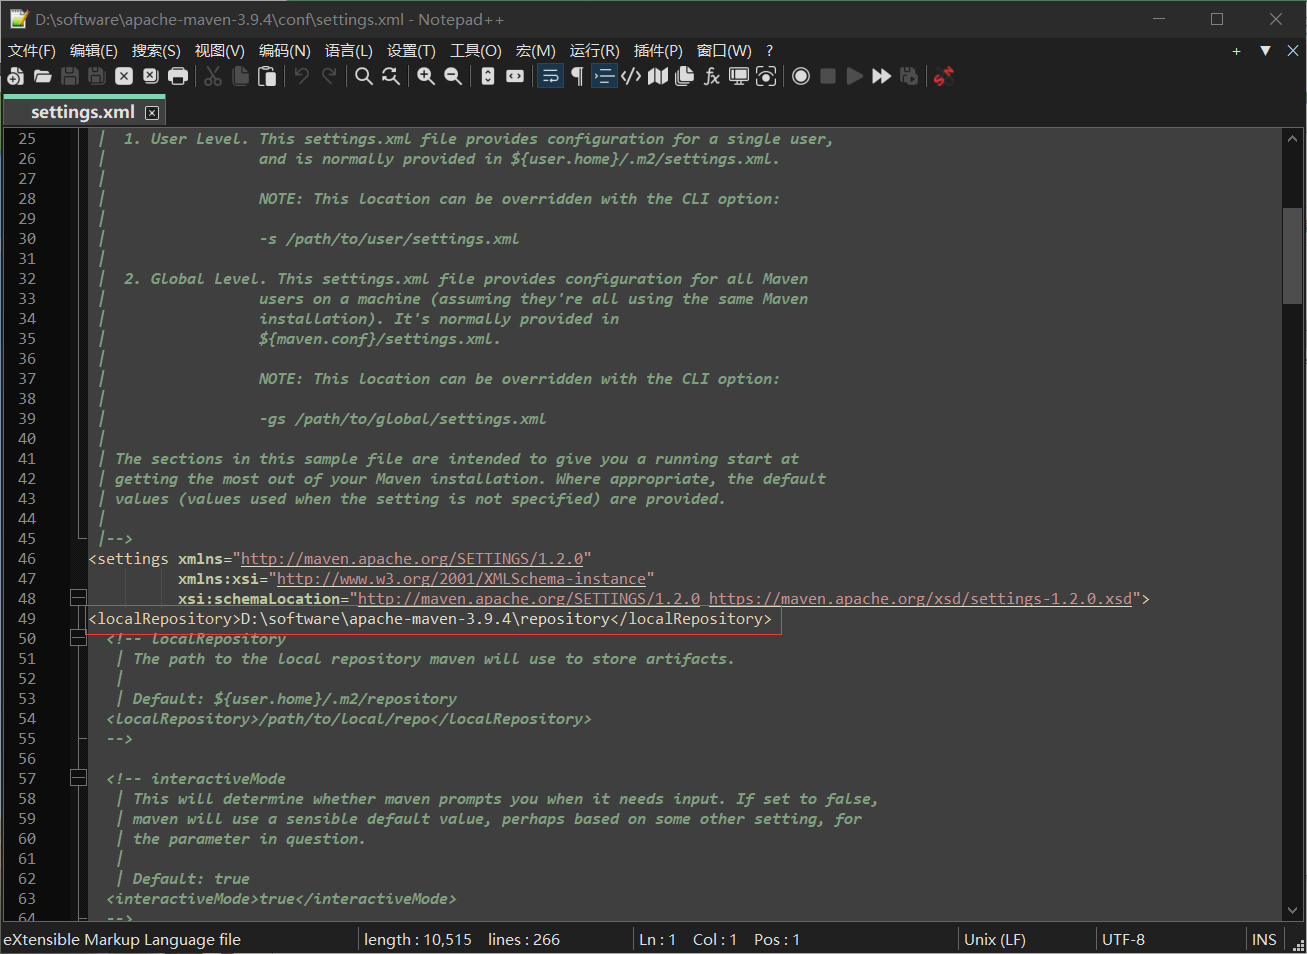 D:\software\apache-maven-3.9.4\conf\settings.xml - Notepad++
文件(F) 编辑(E) 搜索(S) 视图(V) 编码(N) 语言(L) 设置(T) 工具(O) 宏(M) 运行(R) 插件(P) 窗口(W) ?
settings.xml
25 | 1. User Level. This settings.xml file provides configuration for a single user,
26 | and is normally provided in ${user.home}/.m2/settings.xml.
27 |
28 | NOTE: This location can be overridden with the CLI option:
29 |
30 | -s /path/to/user/settings.xml
31 |
32 | 2. Global Level. This settings.xml file provides configuration for all Maven
33 | users on a machine (assuming they're all using the same Maven
34 | installation). It's normally provided in
35 | ${maven.conf}/settings.xml.
36 |
37 | NOTE: This location can be overridden with the CLI option:
38 |
39 | -gs /path/to/global/settings.xml
40 |
41 | The sections in this sample file are intended to give you a running start at
42 | getting the most out of your Maven installation. Where appropriate, the default
43 | values (values used when the setting is not specified) are provided.
44 |
45 |-->
46 <settings xmlns="http://maven.apache.org/SETTINGS/1.2.0"
47 xmlns:xsi="http://www.w3.org/2001/XMLSchema-instance"
48 xsi:schemaLocation="http://maven.apache.org/SETTINGS/1.2.0 https://maven.apache.org/xsd/settings-1.2.0.xsd">
49 <localRepository>D:\software\apache-maven-3.9.4\repository</localRepository>
50 <!-- localRepository
51 | The path to the local repository maven will use to store artifacts.
52 |
53 | Default: ${user.home}/.m2/repository
54 <localRepository>/path/to/local/repo</localRepository>
55 -->
56
57 <!-- interactiveMode
58 | This will determine whether maven prompts you when it needs input. If set to false,
59 | maven will use a sensible default value, perhaps based on some other setting, for
60 | the parameter in question.
61 |
62 | Default: true
63 <interactiveMode>true</interactiveMode>
64 -->
eXtensible Markup Language file length : 10,515 lines : 266 Ln : 1 Col : 1 Pos : 1 Unix (LF) UTF-8 INS